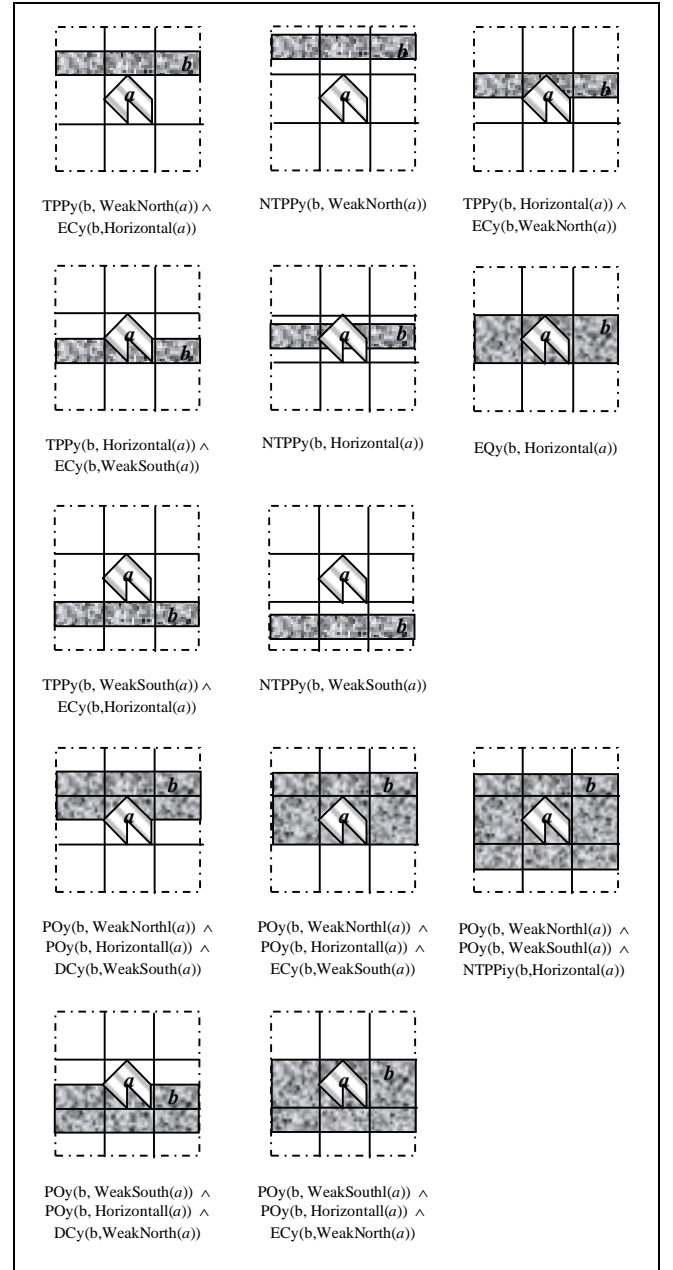 b
a
b
a
b
a
TPPy(b, WeakNorth(a)) ∧
ECy(b,Horizontal(a))
NTPPy(b, WeakNorth(a))
TPPy(b, Horizontal(a)) ∧
ECy(b,WeakNorth(a))
a
b
a
b
a
b
TPPy(b, Horizontal(a)) ∧
ECy(b,WeakSouth(a))
NTPPy(b, Horizontal(a))
EQy(b, Horizontal(a))
a
b
a
b
TPPy(b, WeakSouth(a)) ∧
ECy(b,Horizontal(a))
NTPPy(b, WeakSouth(a))
b
a
b
a
b
a
POy(b, WeakNorthl(a)) ∧
POy(b, Horizontall(a)) ∧
DCy(b,WeakSouth(a))
POy(b, WeakNorthl(a)) ∧
POy(b, Horizontall(a)) ∧
ECy(b,WeakSouth(a))
POy(b, WeakNorthl(a)) ∧
POy(b, WeakSouthl(a)) ∧
NTPPiy(b,Horizontal(a))
a
b
a
b
POy(b, WeakSouth(a)) ∧
POy(b, Horizontall(a)) ∧
DCy(b,WeakNorth(a))
POy(b, WeakSouthl(a)) ∧
POy(b, Horizontall(a)) ∧
ECy(b,WeakNorth(a))